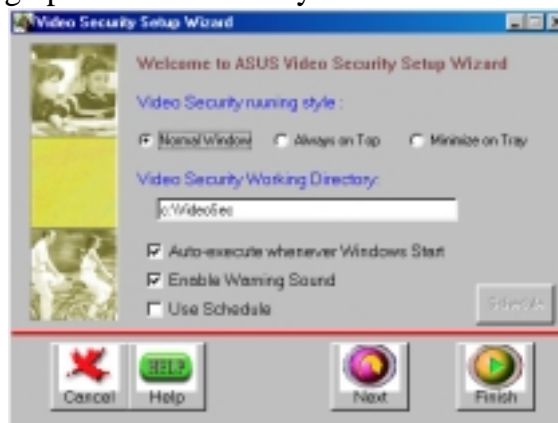 Video Security Setup Wizard
Welcome to ASUS Video Security Setup Wizard
Video Security ruuning style :
Normal Window Always on Top Minimize on Tray
Video Security Working Directory:
c:\VideoSec
Auto-execute whenever Windows Start
Enable Warning Sound
Use Schedule
Schedule
Cancel Help Next Finish
HELP